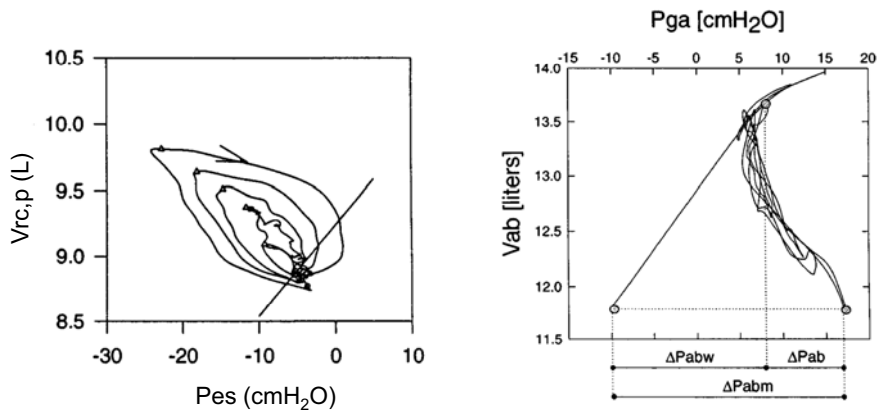 10.5
10.0
9.5
9.0
8.5
-30 -20 -10 0 10
Vrc,p (L)
Pes (cmH₂O)
Pga [cmH₂O]
-15 -10 -5 0 5 10 15 20
14.0
13.5
13.0
12.5
12.0
11.5
Vab [liters]
ΔPabw ΔPab
ΔPabm